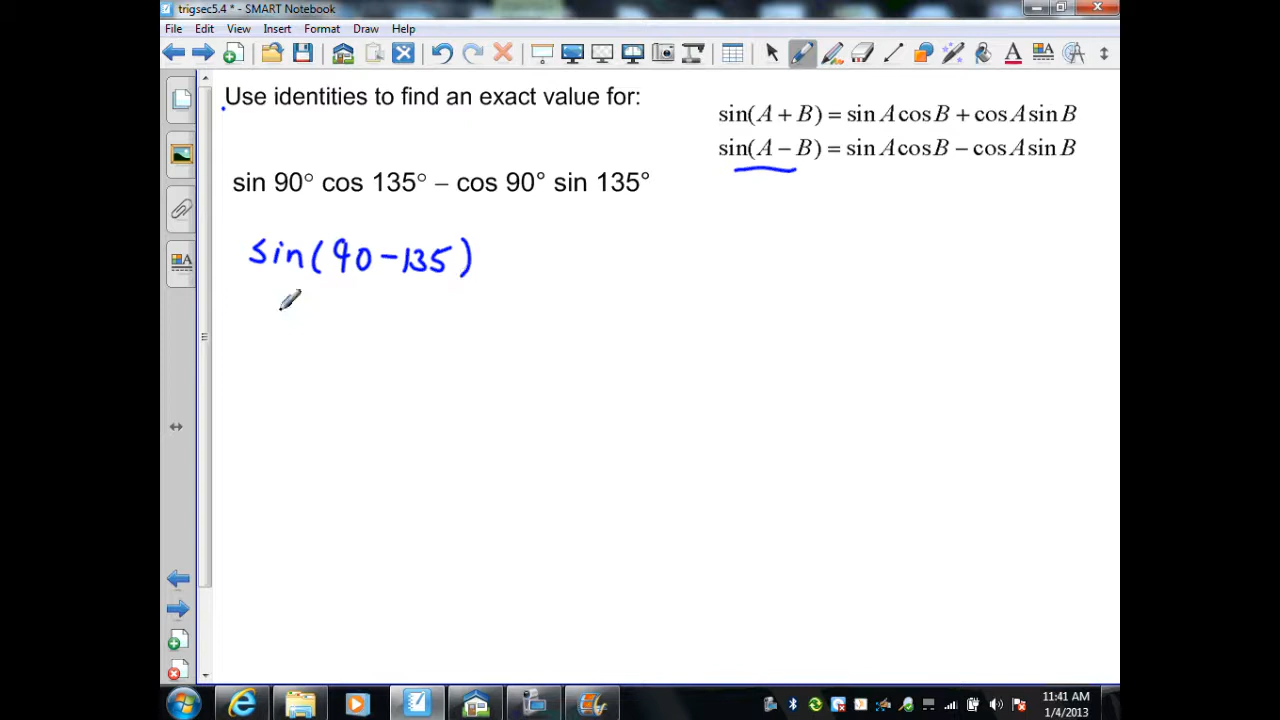 trigsec5.4 * - SMART Notebook
File Edit View Insert Format Draw Help
Use identities to find an exact value for:
sin(A + B) = sin A cos B + cos A sin B
sin(A − B) = sin A cos B − cos A sin B
sin 90° cos 135° – cos 90° sin 135°
sin(90-135)
11:41 AM
1/4/2013